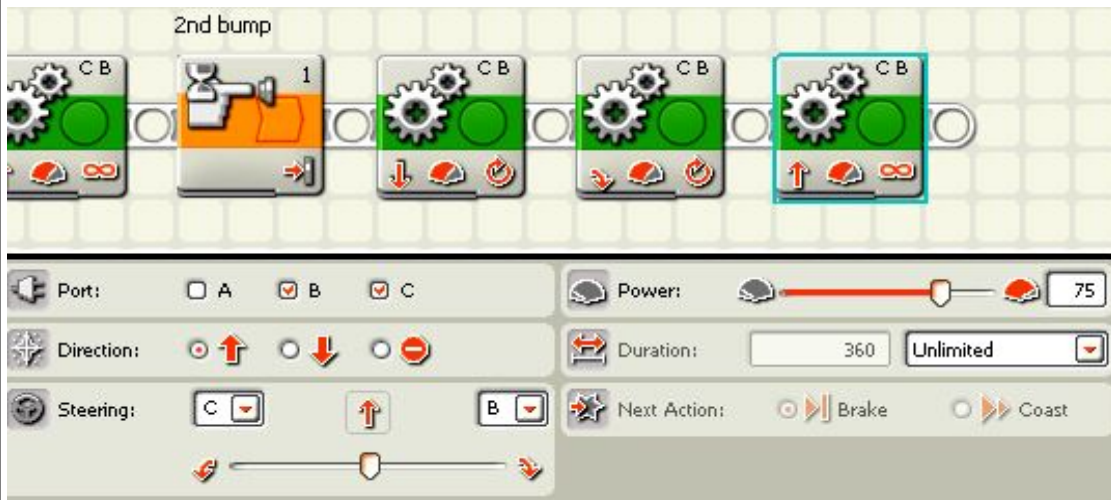 2nd bump
C B
1
C B
C B
C B
Port: A B C
Power: 75
Direction:
Duration: 360 Unlimited
Steering: C B
Next Action: Brake Coast